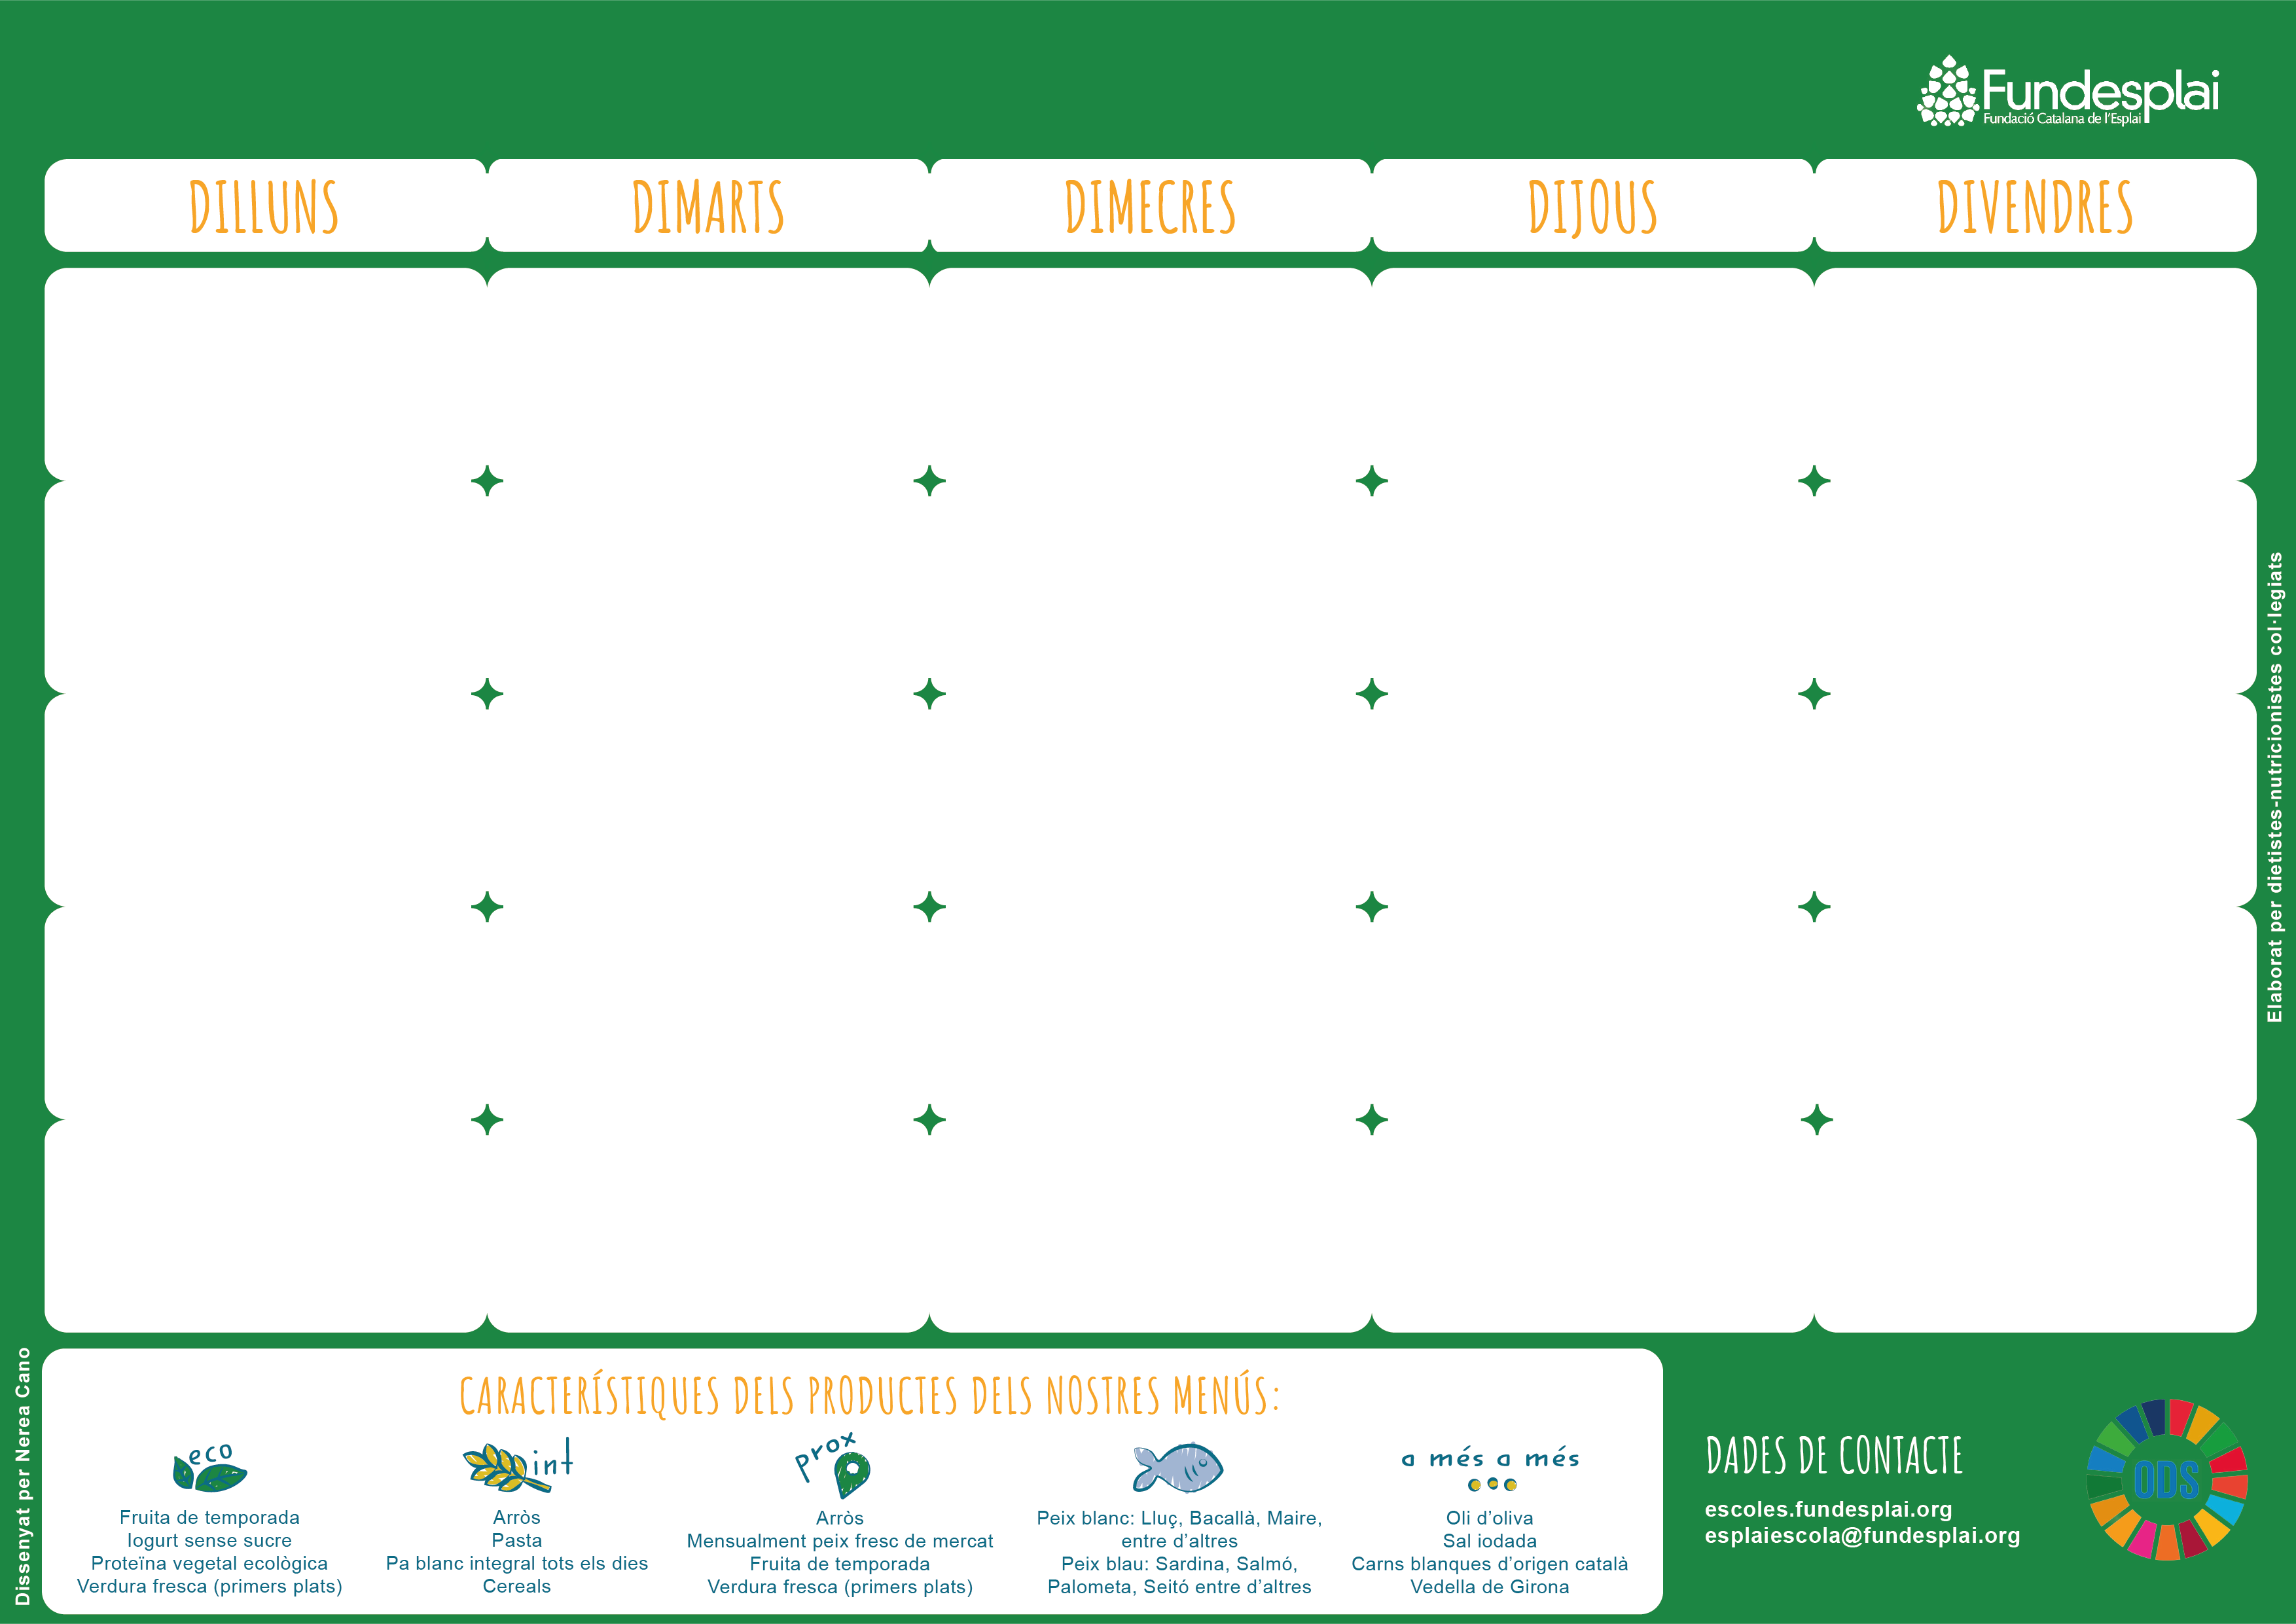 Fundesplai
Fundació Catalana de l'Esplai
DILLUNS
DIMARTS
DIMECRES
DIJOUS
DIVENDRES
Elaborat per dietistes-nutricionistes col·legiats
Dissenyat per Nerea Cano
CARACTERÍSTIQUES DELS PRODUCTES DELS NOSTRES MENÚS:
eco
Fruita de temporada
Iogurt sense sucre
Proteïna vegetal ecològica
Verdura fresca (primers plats)
int
Arròs
Pasta
Pa blanc integral tots els dies
Cereals
prox
Arròs
Mensualment peix fresc de mercat
Fruita de temporada
Verdura fresca (primers plats)
Peix blanc: Lluç, Bacallà, Maire,
entre d'altres
Peix blau: Sardina, Salmó,
Palometa, Seitó entre d'altres
a més a més
Oli d'oliva
Sal iodada
Carns blanques d'origen català
Vedella de Girona
DADES DE CONTACTE
escoles.fundesplai.org
esplaiescola@fundesplai.org
ODS